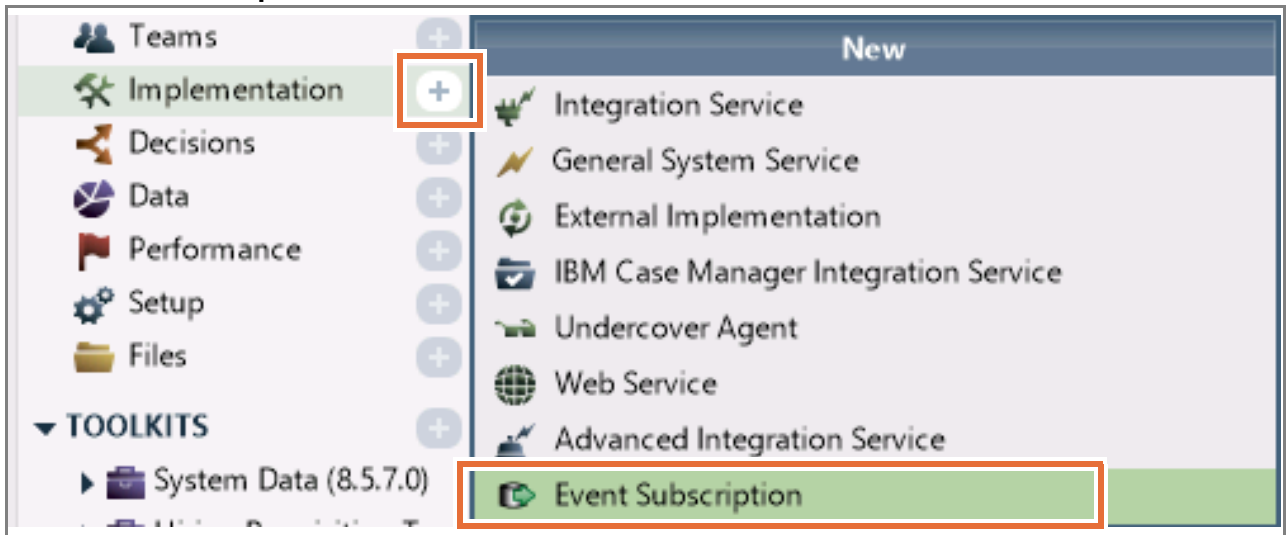 Teams
Implementation
Decisions
Data
Performance
Setup
Files
TOOLKITS
System Data (8.5.7.0)
New
Integration Service
General System Service
External Implementation
IBM Case Manager Integration Service
Undercover Agent
Web Service
Advanced Integration Service
Event Subscription